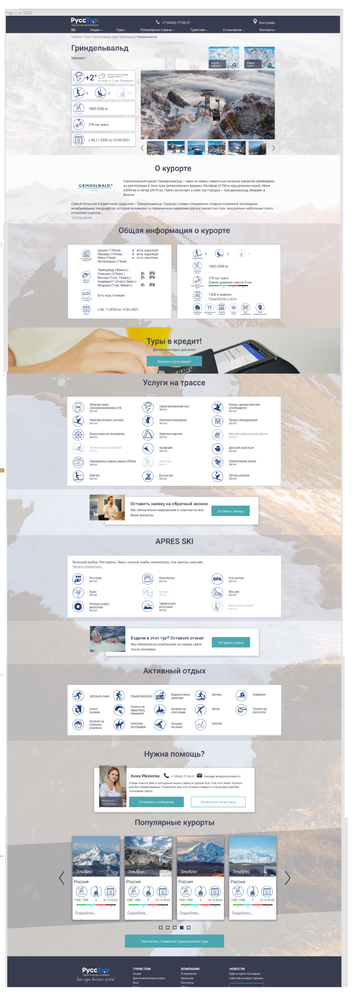 Гор. т. к. 1920
РуссТур
Туристическая компания
+7 (4942) 77-05-37
Кострома
Акции
Туры
Популярные страны
Туристам
О компании
Контакты
Главная/ Туры/ Горнолыжные туры/ Швейцария/ Гриндельвальд
Гриндельвальд
Маршрут
Карта курорта
Карта трасс
+2°
5
3
0
1800-2300 м
270 км трасс
с 06.11.2020 по 15.04.2021
О курорте
GRINDELWALD
EIGER
Горнолыжный курорт Гриндельвальд – один из самых известных лыжных курортов Швейцарии,
он расположен в тени трех великолепных вершин: Юнгфрау (4158 м над уровнем моря), Минх
(4099 м) и Айгер (3970 м). Район включает в себя три городка – Гриндельвальд, Мюррен и
Венген.
Самый большой и известный среди них – Гриндельвальд. Природа словно специально создала огромный заповедник
незабываемых ландшафтов, которые возникают в гармоничном единении крутых скалистых стен, аккуратных небольших плато
и пологих склонов...
Читать далее
Общая информация о курорте
Цюрих (150км)
есть аэропорт
Женева (141км)
есть аэропорт
Берн (75км)
есть аэртпорт
Интерлакен (15км)
Лейкербад (40мин.)
Самнаун (27мин.)
Виллар (1час 10мин.)
Андерматт (2часа 5мин.)
Мюррен (1час 40мин.)
Есть ж/д станция
с 06.11.2020 по 15.04.2021
5
3
0
1800-2300 м
270 км трасс
Самая длинная трасса 9 км
130€ в неделю
Подробнее о цене
Туры в кредит!
Доступный отдых для всех!
Заказать тур в кредит
Услуги на трассе
Наличие трасс
сертифицированных FIS
(есть)
Гарантированный снег
(есть)
Курорт, дружественный
сноубордингу
(есть)
Наличие ночного катания
(есть)
Наличие сноупарков
(есть)
Прокат оборудования
(есть)
Искусственное оснежение
(есть)
Наличие ледника
(есть)
Детская горнолыжная школа
(есть)
Возможности фрирайда
(есть)
Капфлайп
(есть)
Детский клуб/ясли
(есть)
Панорамные трассы (выше 2500м)
(есть)
Хели-ски
(есть)
Горнолыжная школа
(есть)
Кайтинг
(есть)
Бэккантри
(есть)
Летнее катание
(есть)
Оставить заявку на обратный звонок
Мы обязательно перезвоним и ответим на все
Ваши вопросы.
Оставить заявку
APRES SKI
Большой выбор: Рестораны, бары, ночные клубы, кинотеатры, спа центры, массаж...
Читать полностью
Ресторан
(есть)
Кинотеатры
(есть)
SPA
Спа центры
(есть)
Бары
(есть)
Казино
(есть)
Массаж
(есть)
Ночные клубы,
дискотеки
(есть)
Термальные
источники
(есть)
Баня, сауна, хамам
(есть)
Ездили в этот тур? Оставьте отзыв!
Мы обязательно опубликуем на нашем сайте
после проверки
Оставить отзыв
Активный отдых
Беговые лыжи
Пешие прогулки
Водные горки,
аквапарк
Фитнес
Плавание
Скало-
лазание
Полеты на
параплане,
парашюте
Катание на
снегоходах
Каток
Полеты на
вертолете
Катание на
собачьих
упряжках
Прогулки
на лошадях
Катание
на санях
Боулинг
Нужна помощь?
Анна Иванова
+7 (4942) 77-05-37
manager.anna@russ-travel.ru
Я рада помочь Вам в посещении нашего офиса и сделаю всё, чтоб этот визит остался
для Вас незабываемым. Позвоните мне или оставьте заявку и я организую для Вас
посещение офиса.
Менеджер
г.Кострома
Отправить сообщение
Записаться на встречу
Популярные курорты
Эльбрус
Эльбрус
Эльбрус
Эльбрус
Россия
Россия
Россия
Россия
1200 -1500 5 10.12-30.03
1200 -1500 5 10.12-30.03
1200 -1500 5 10.12-30.03
1200 -1500 5 10.12-30.03
Подробнее...
Подробнее...
Подробнее...
Подробнее...
Рассчитать стоимость горнолыжного тура
РуссТур
Туристическая компания
Ваш отдых высокого полёта!
ТУРИСТАМ
Акции
Дополнительные услуги
Блог
КОМПАНИЯ
О компании
Вакансии
Контакты
НОВОСТИ
Будь в курсе последних
событий из мира туризма